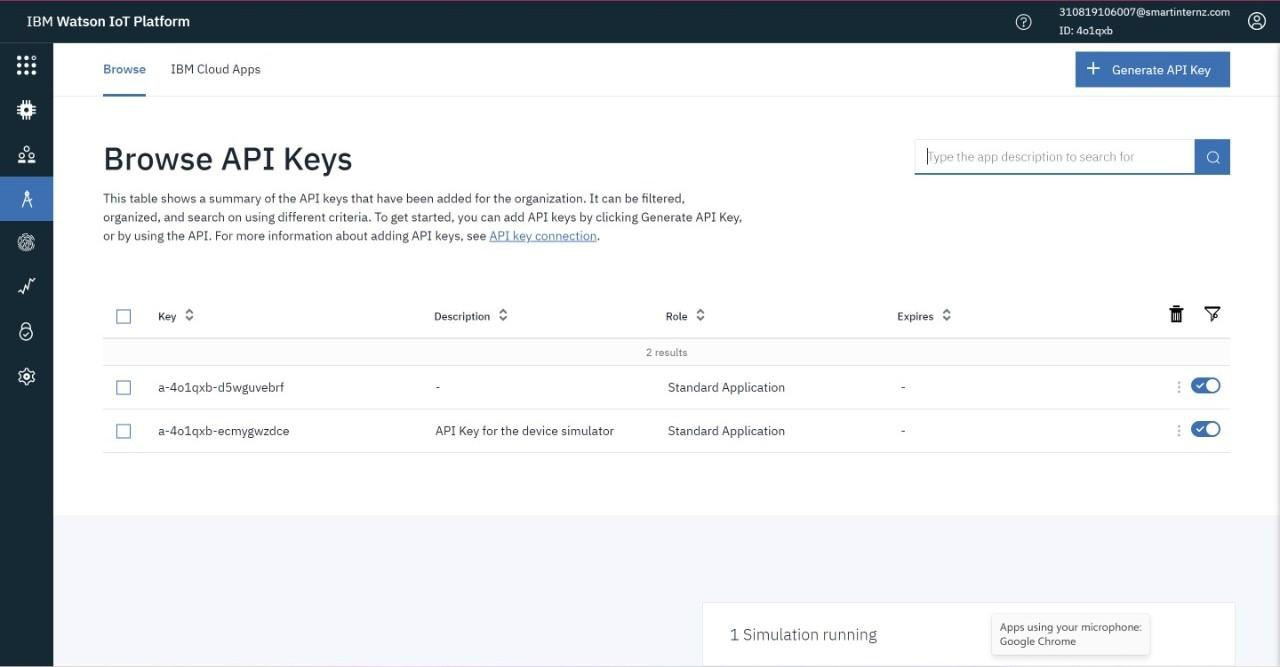 IBM Watson IoT Platform
310819106007@smartinternz.com
ID: 4o1qxb
Browse
IBM Cloud Apps
Generate API Key
Browse API Keys
Type the app description to search for
This table shows a summary of the API keys that have been added for the organization. It can be filtered,
organized, and search on using different criteria. To get started, you can add API keys by clicking Generate API Key,
or by using the API. For more information about adding API keys, see API key connection.
Key
Description
Role
Expires
2 results
a-4o1qxb-d5wguvebrf
-
Standard Application
-
a-4o1qxb-ecmygwzdce
API Key for the device simulator
Standard Application
-
1 Simulation running
Apps using your microphone:
Google Chrome